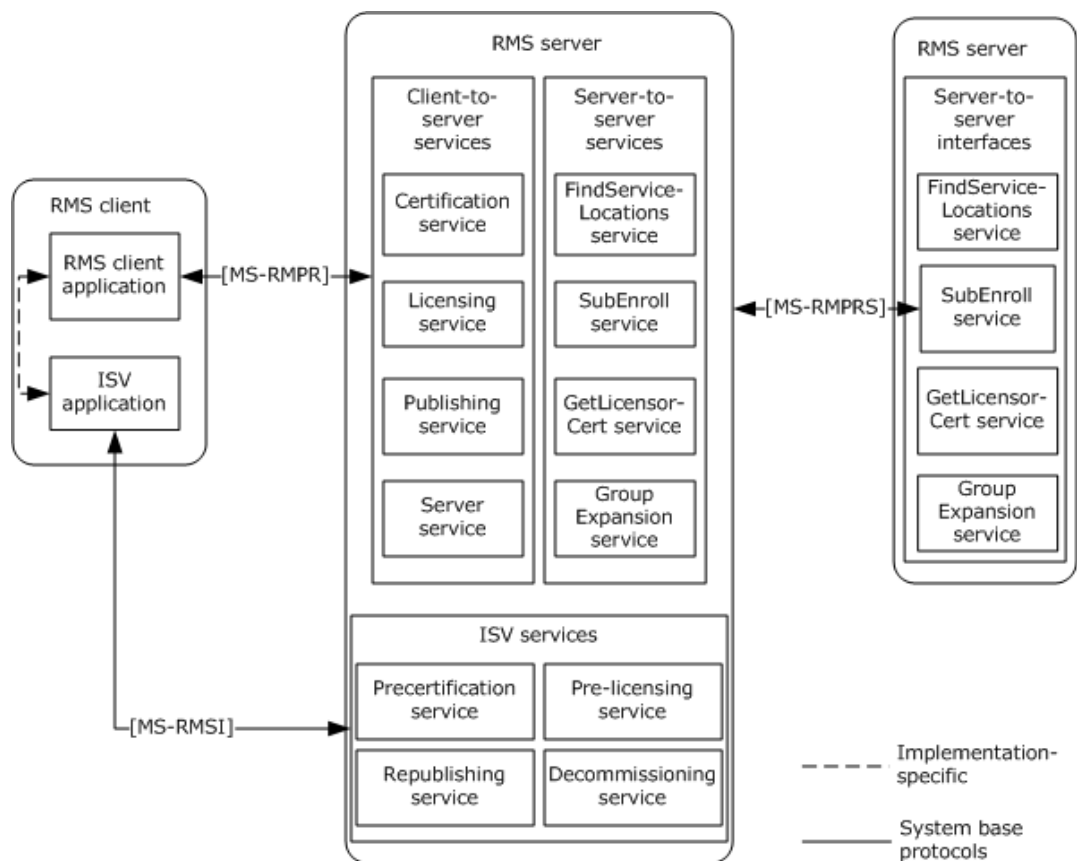 RMS client
RMS client
application
ISV
application
[MS-RMPR]
[MS-RMSI]
RMS server
Client-to-
server
services
Certification
service
Licensing
service
Publishing
service
Server
service
Server-to-
server
services
FindService-
Locations
service
SubEnroll
service
GetLicensor-
Cert service
Group
Expansion
service
ISV services
Precertification
service
Pre-licensing
service
Republishing
service
Decommissioning
service
[MS-RMPRS]
RMS server
Server-to-
server
interfaces
FindService-
Locations
service
SubEnroll
service
GetLicensor-
Cert service
Group
Expansion
service
Implementation-
specific
System base
protocols